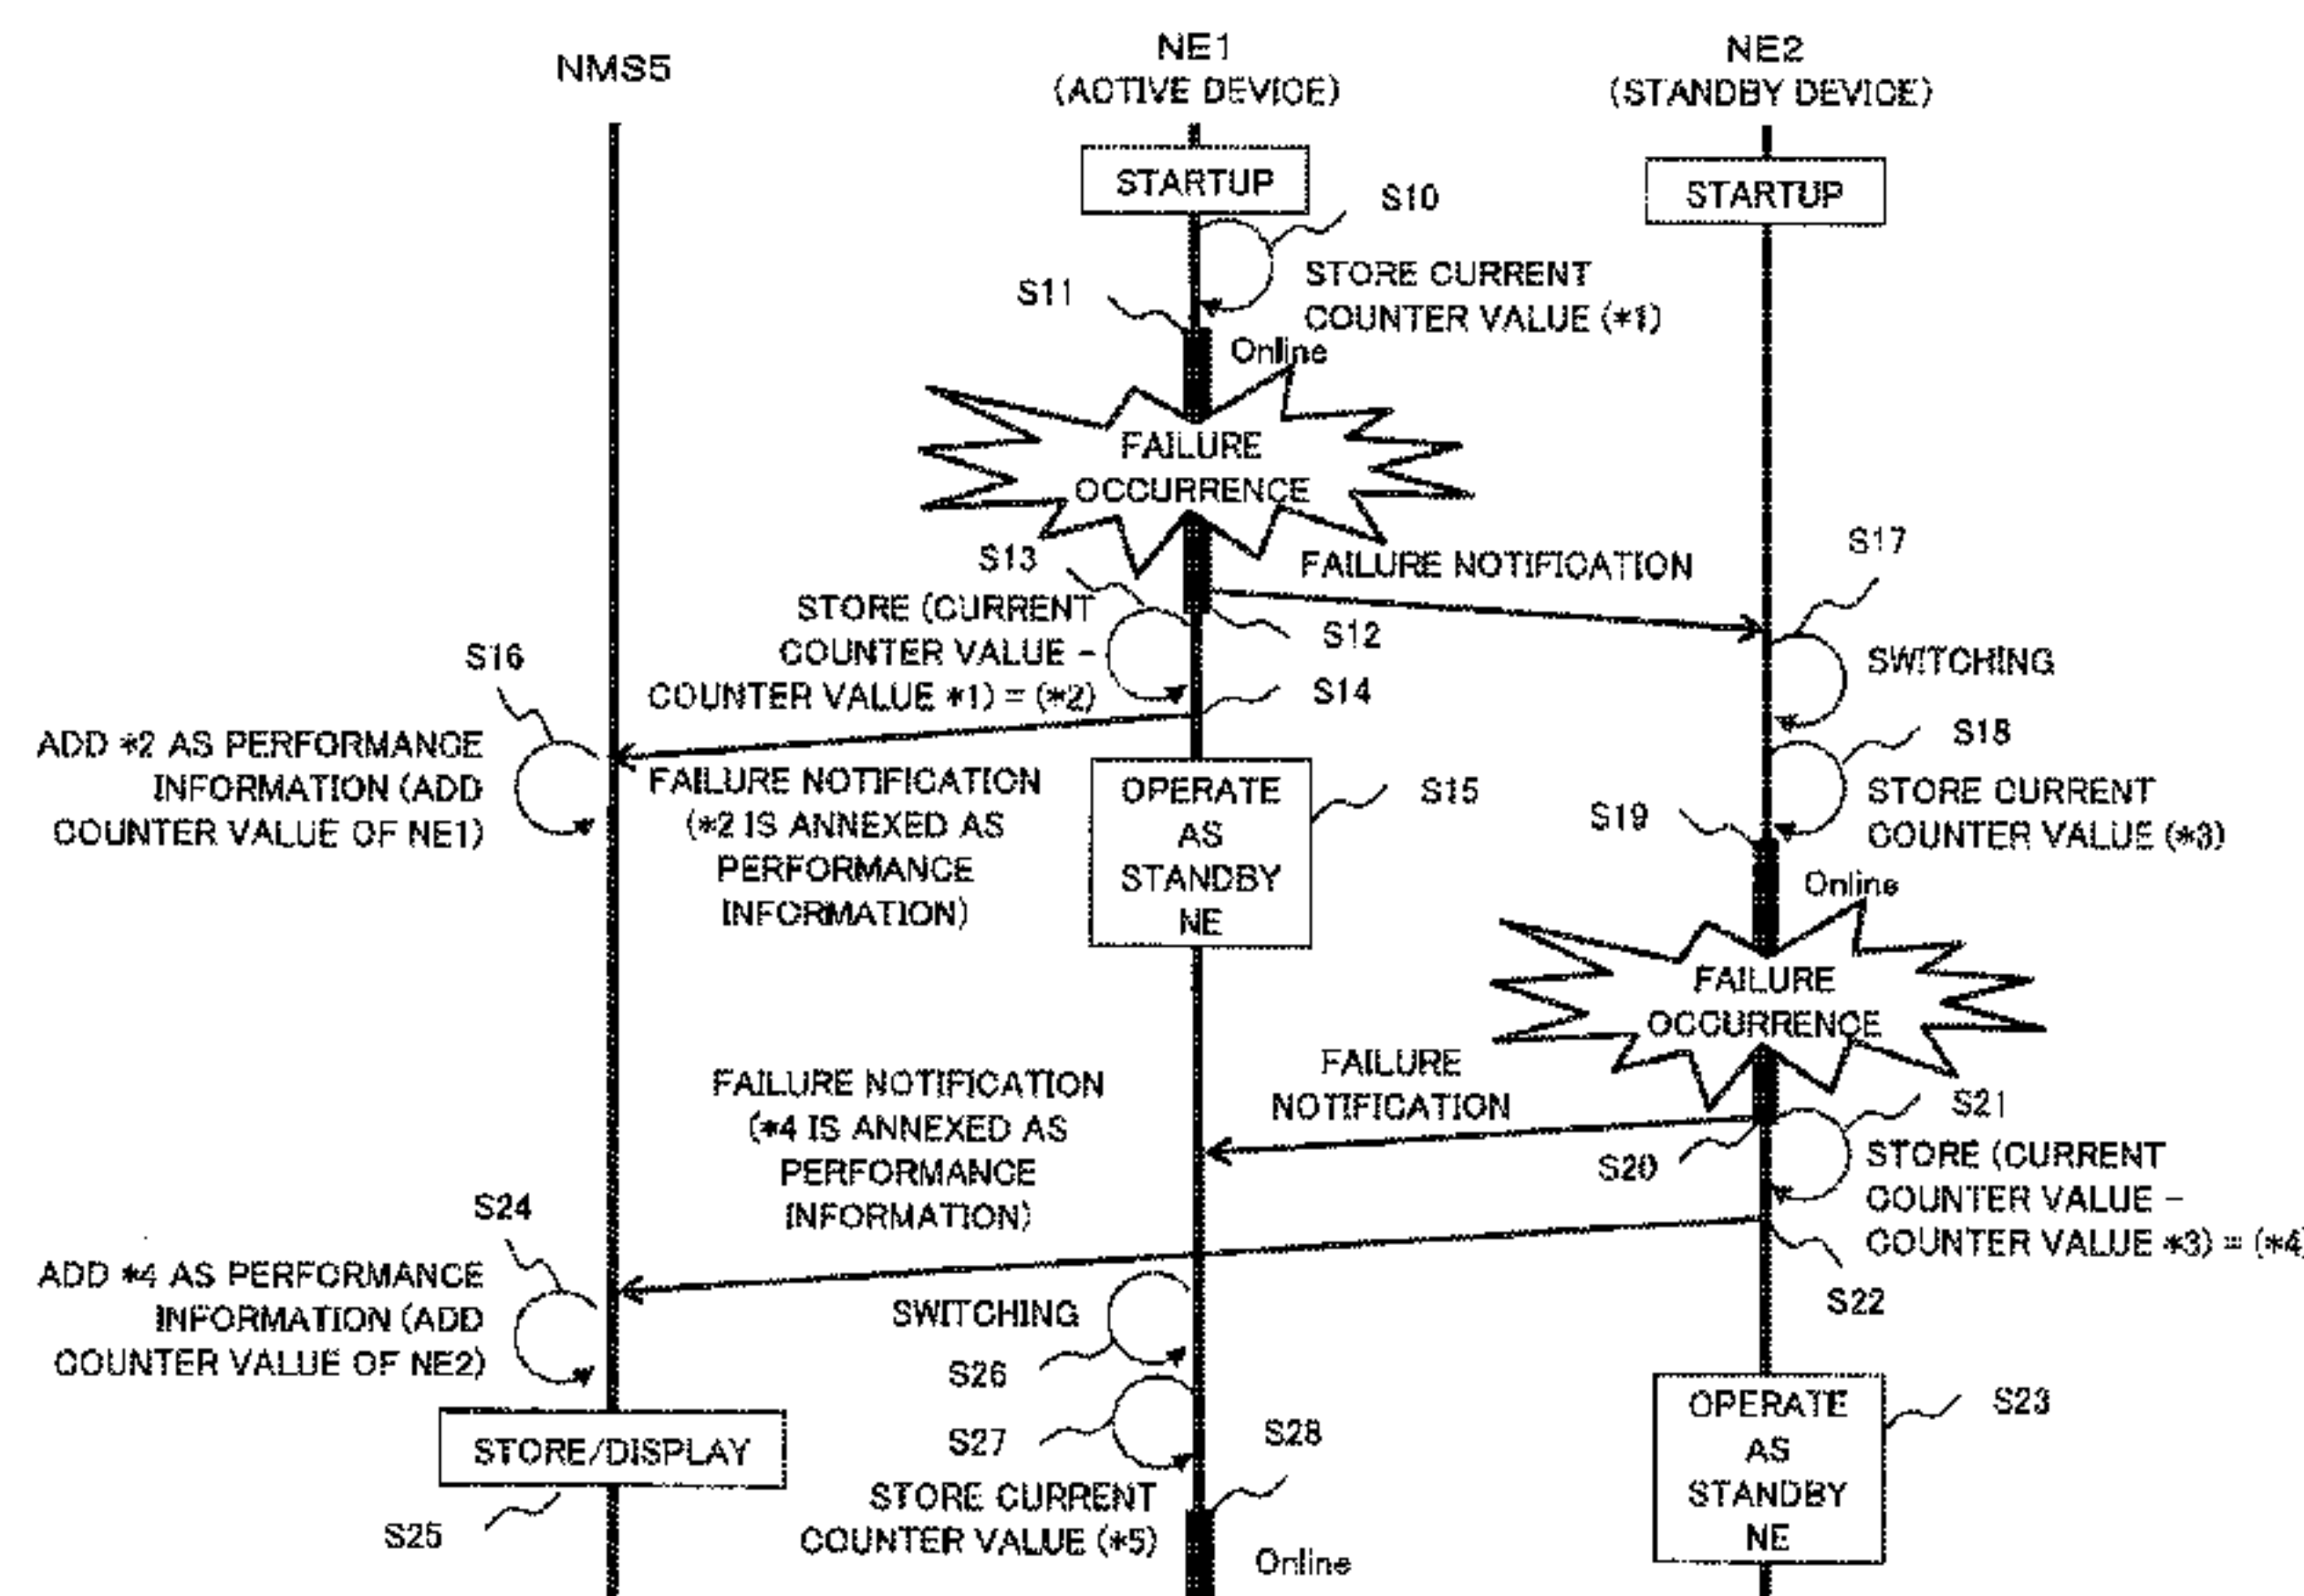 NMS5
NE1
(ACTIVE DEVICE)
NE2
(STANDBY DEVICE)
STARTUP
STARTUP
S10
STORE CURRENT
COUNTER VALUE (*1)
S11
Online
FAILURE
OCCURRENCE
S13
STORE (CURRENT
COUNTER VALUE -
COUNTER VALUE *1) = (*2)
FAILURE NOTIFICATION
S12
S17
SWITCHING
S14
S16
ADD *2 AS PERFORMANCE
INFORMATION (ADD
COUNTER VALUE OF NE1)
FAILURE NOTIFICATION
(*2 IS ANNEXED AS
PERFORMANCE
INFORMATION)
OPERATE
AS
STANDBY
NE
S15
S18
STORE CURRENT
COUNTER VALUE (*3)
S19
Online
FAILURE
OCCURRENCE
FAILURE
NOTIFICATION
S20
S21
STORE (CURRENT
COUNTER VALUE -
COUNTER VALUE *3) = (*4)
S22
FAILURE NOTIFICATION
(*4 IS ANNEXED AS
PERFORMANCE
INFORMATION)
S24
ADD *4 AS PERFORMANCE
INFORMATION (ADD
COUNTER VALUE OF NE2)
SWITCHING
S26
S27
STORE CURRENT
COUNTER VALUE (*5)
S28
Online
STORE/DISPLAY
S25
OPERATE
AS
STANDBY
NE
S23